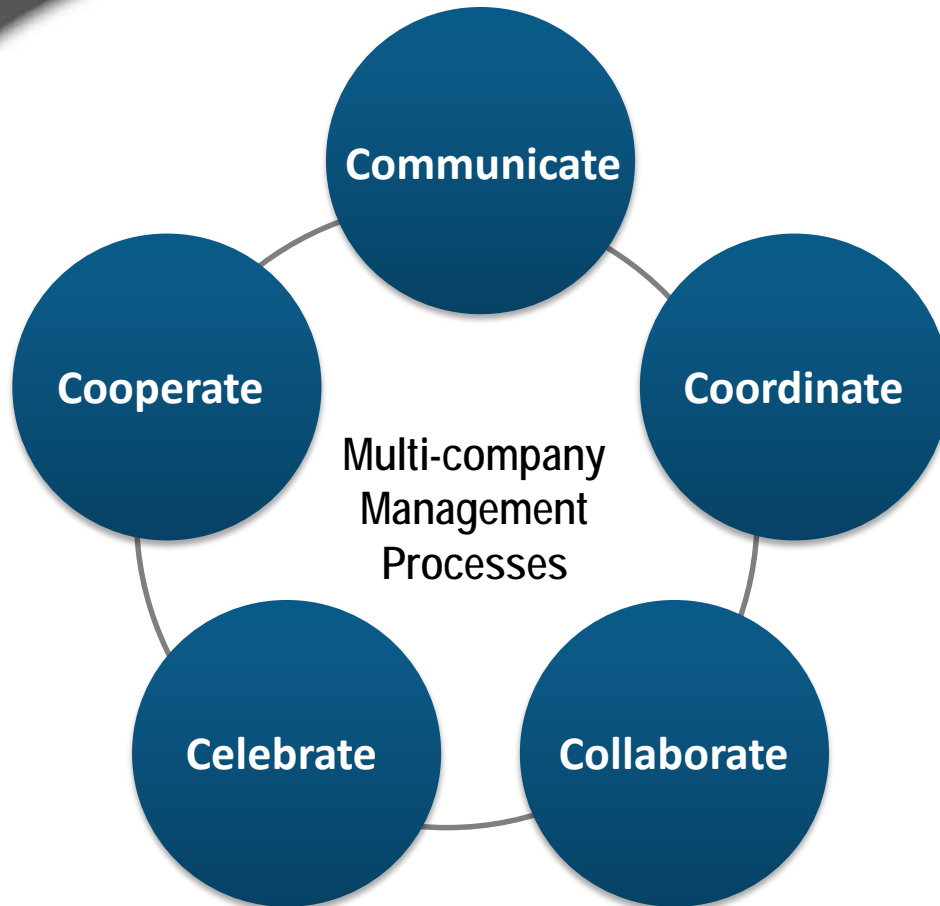 Communicate
Coordinate
Collaborate
Celebrate
Cooperate
Multi-company
Management
Processes